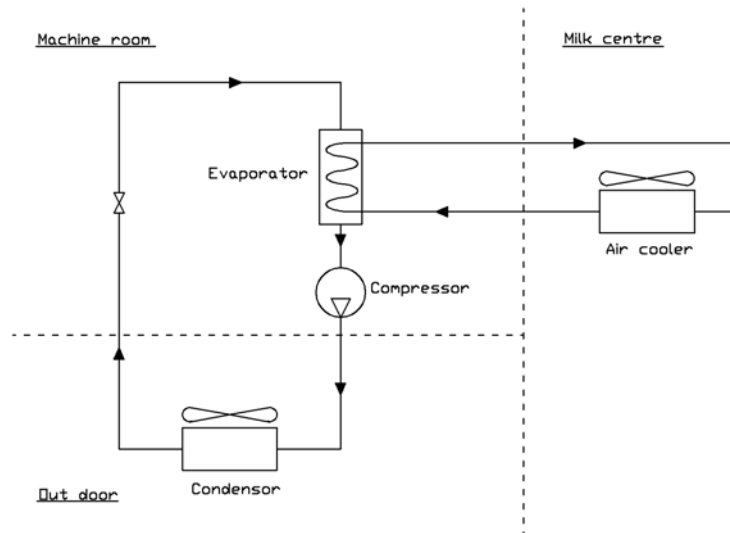 Machine room
Milk centre
Evaporator
Air cooler
Compressor
Condensor
Out door